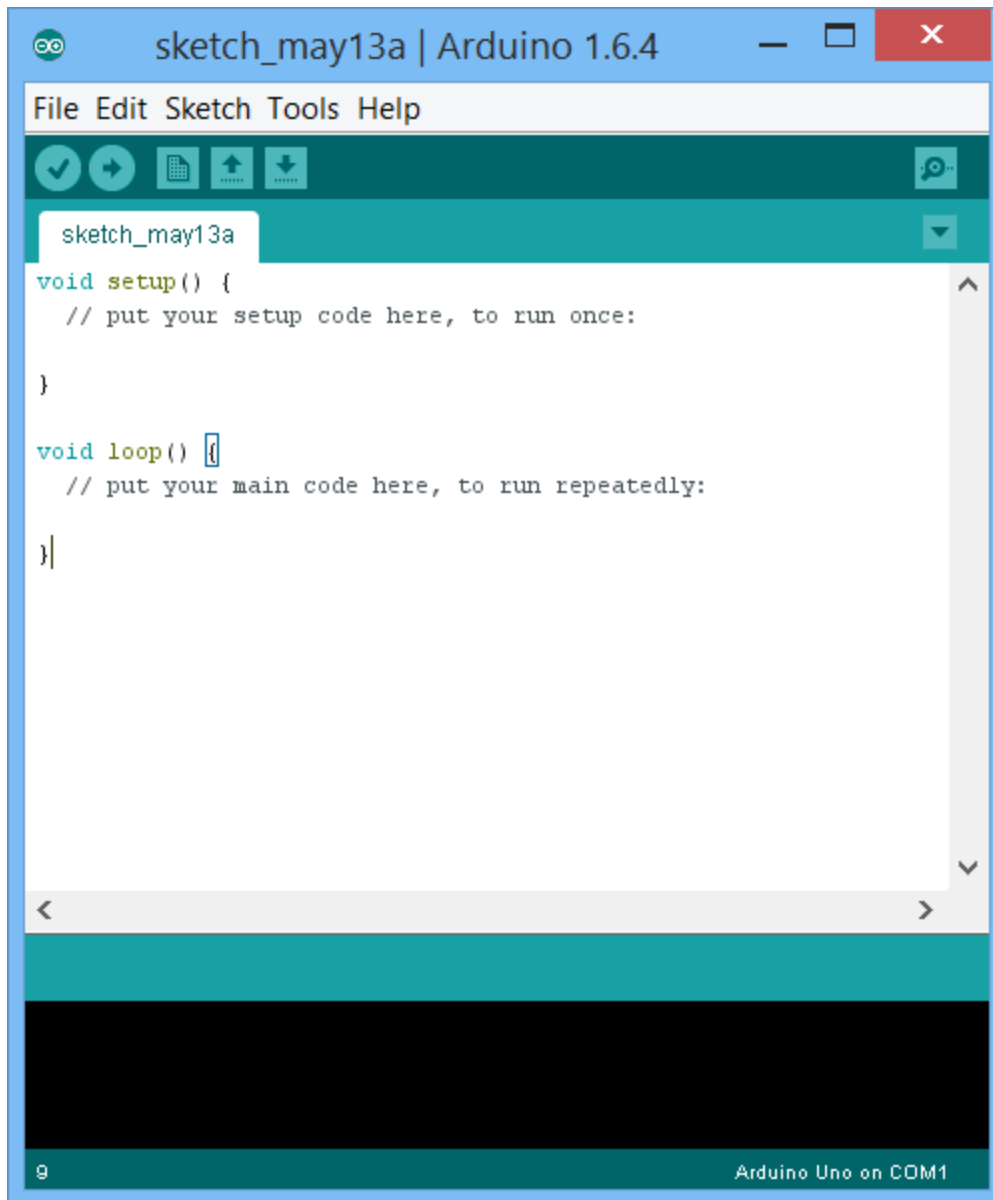 sketch_may13a | Arduino 1.6.4
File Edit Sketch Tools Help
sketch_may13a
void setup() {
  // put your setup code here, to run once:

}

void loop() {
  // put your main code here, to run repeatedly:

}
9
Arduino Uno on COM1